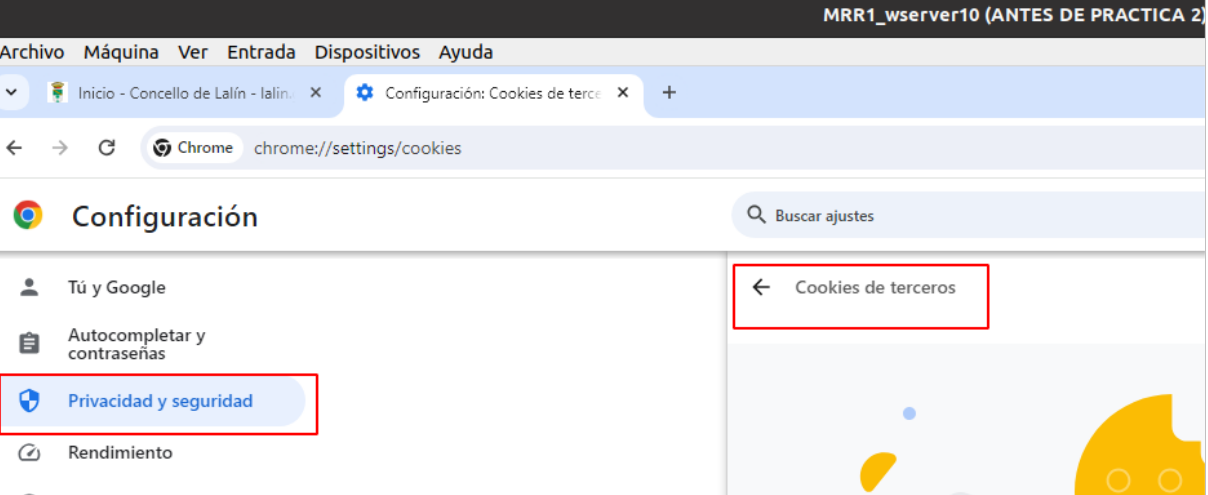 MRR1_wserver10 (ANTES DE PRACTICA 2)
Archivo Máquina Ver Entrada Dispositivos Ayuda
Inicio - Concello de Lalín - lalin. Configuración: Cookies de terce
Chrome chrome://settings/cookies
Configuración
Buscar ajustes
Tú y Google
Cookies de terceros
Autocompletar y
contraseñas
Privacidad y seguridad
Rendimiento